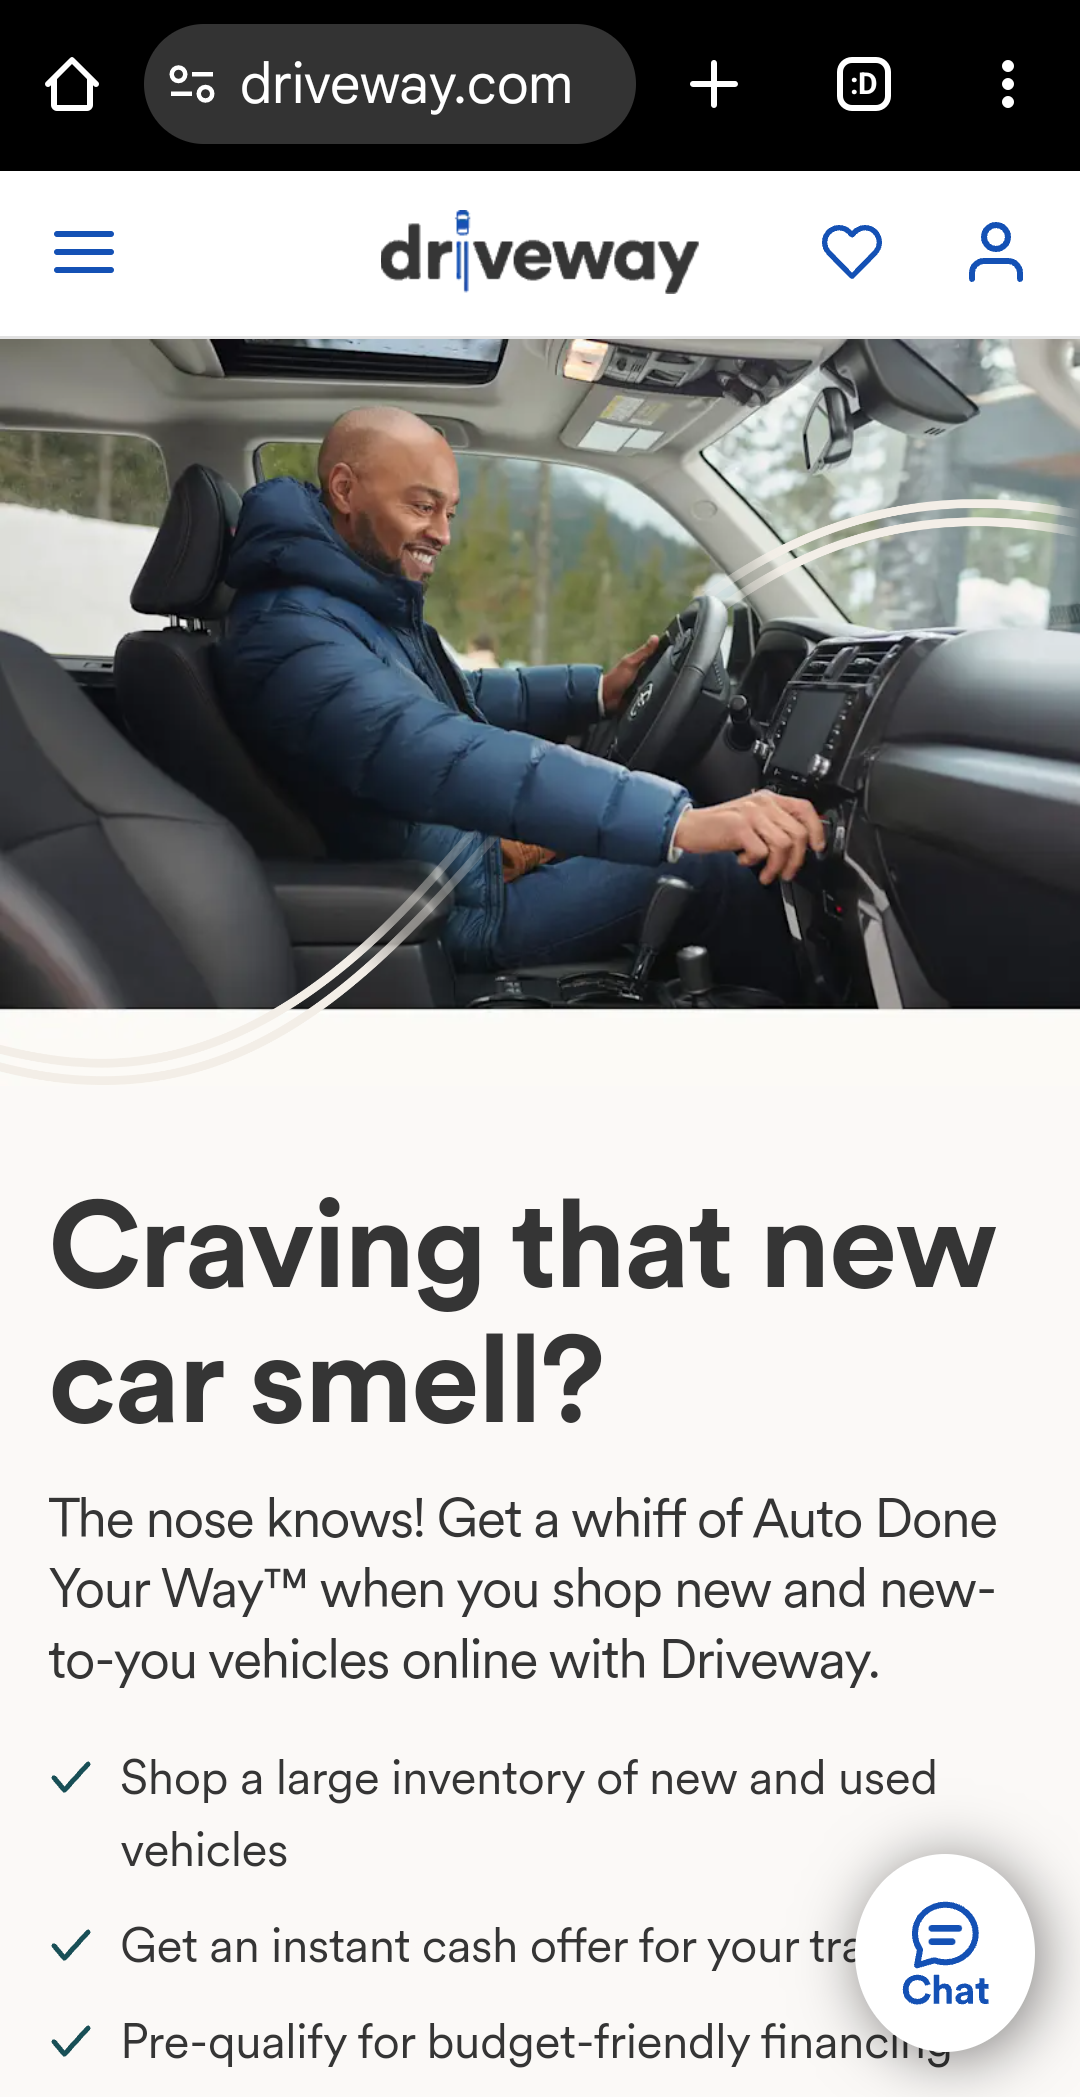 driveway.com
:D
driveway
Craving that new
car smell?
The nose knows! Get a whiff of Auto Done
Your Way™ when you shop new and new-
to-you vehicles online with Driveway.
Shop a large inventory of new and used
vehicles
Get an instant cash offer for your
Pre-qualify for budget-friendly financing
Chat